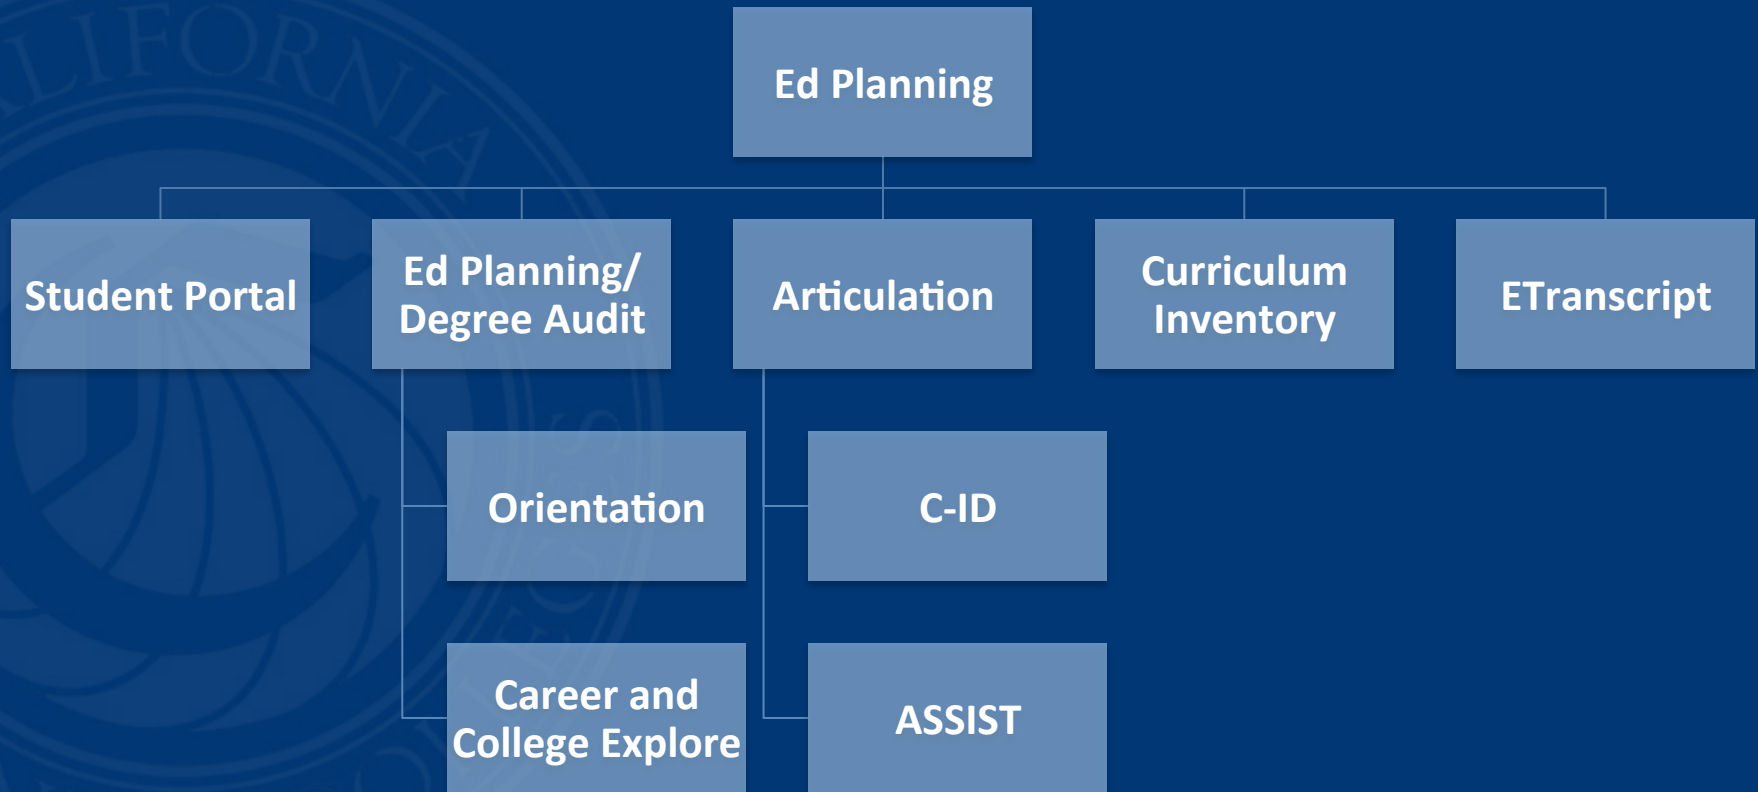 CALIFORNIA
Ed Planning
Student Portal
Ed Planning/
Degree Audit
Articulation
Curriculum
Inventory
ETranscript
Orientation
C-ID
Career and
College Explore
ASSIST